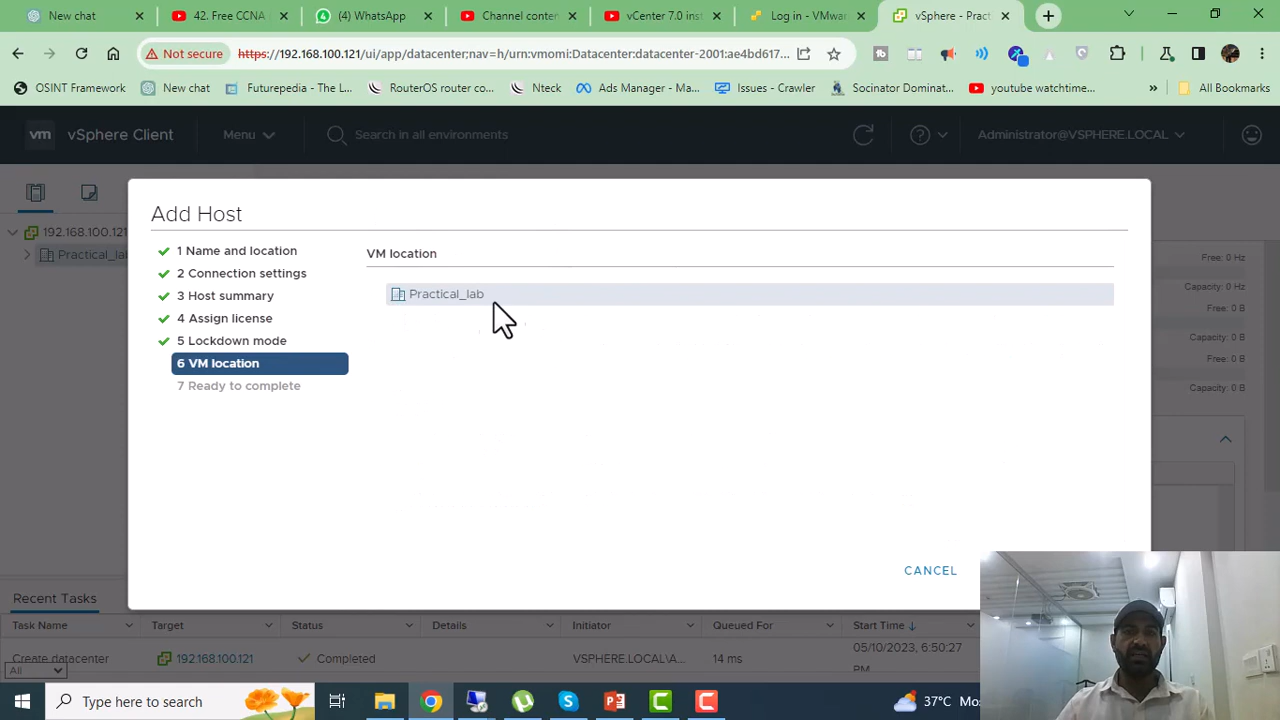 New chat
42. Free CCNA
(4) WhatsApp
Channel conter
vCenter 7.0 inst
Log in - VMwar
vSphere - Pract
Not secure
https://192.168.100.121/ui/app/datacenter;nav=h/urn:vmomi:Datacenter:datacenter-2001:ae4bd617...
OSINT Framework
New chat
Futurepedia - The L...
RouterOS router co...
Nteck
Ads Manager - Ma...
Issues - Crawler
Socinator Dominat...
youtube watchtime...
»
All Bookmarks
vm vSphere Client
Menu
Search in all environments
Administrator@VSPHERE.LOCAL
192.168.100.121
Practical_lab
Add Host
1 Name and location
2 Connection settings
3 Host summary
4 Assign license
5 Lockdown mode
6 VM location
7 Ready to complete
VM location
Practical_lab
CANCEL
Free: 0 Hz
Capacity: 0 Hz
Free: 0 B
Capacity: 0 B
Free: 0 B
Capacity: 0 B
Recent Tasks
Task Name
Target
Status
Details
Initiator
Queued For
Start Time
Create datacenter
192.168.100.121
Completed
VSPHERE.LOCAL\A...
14 ms
05/10/2023, 6:50:27
PM
All
Type here to search
37°C Mos